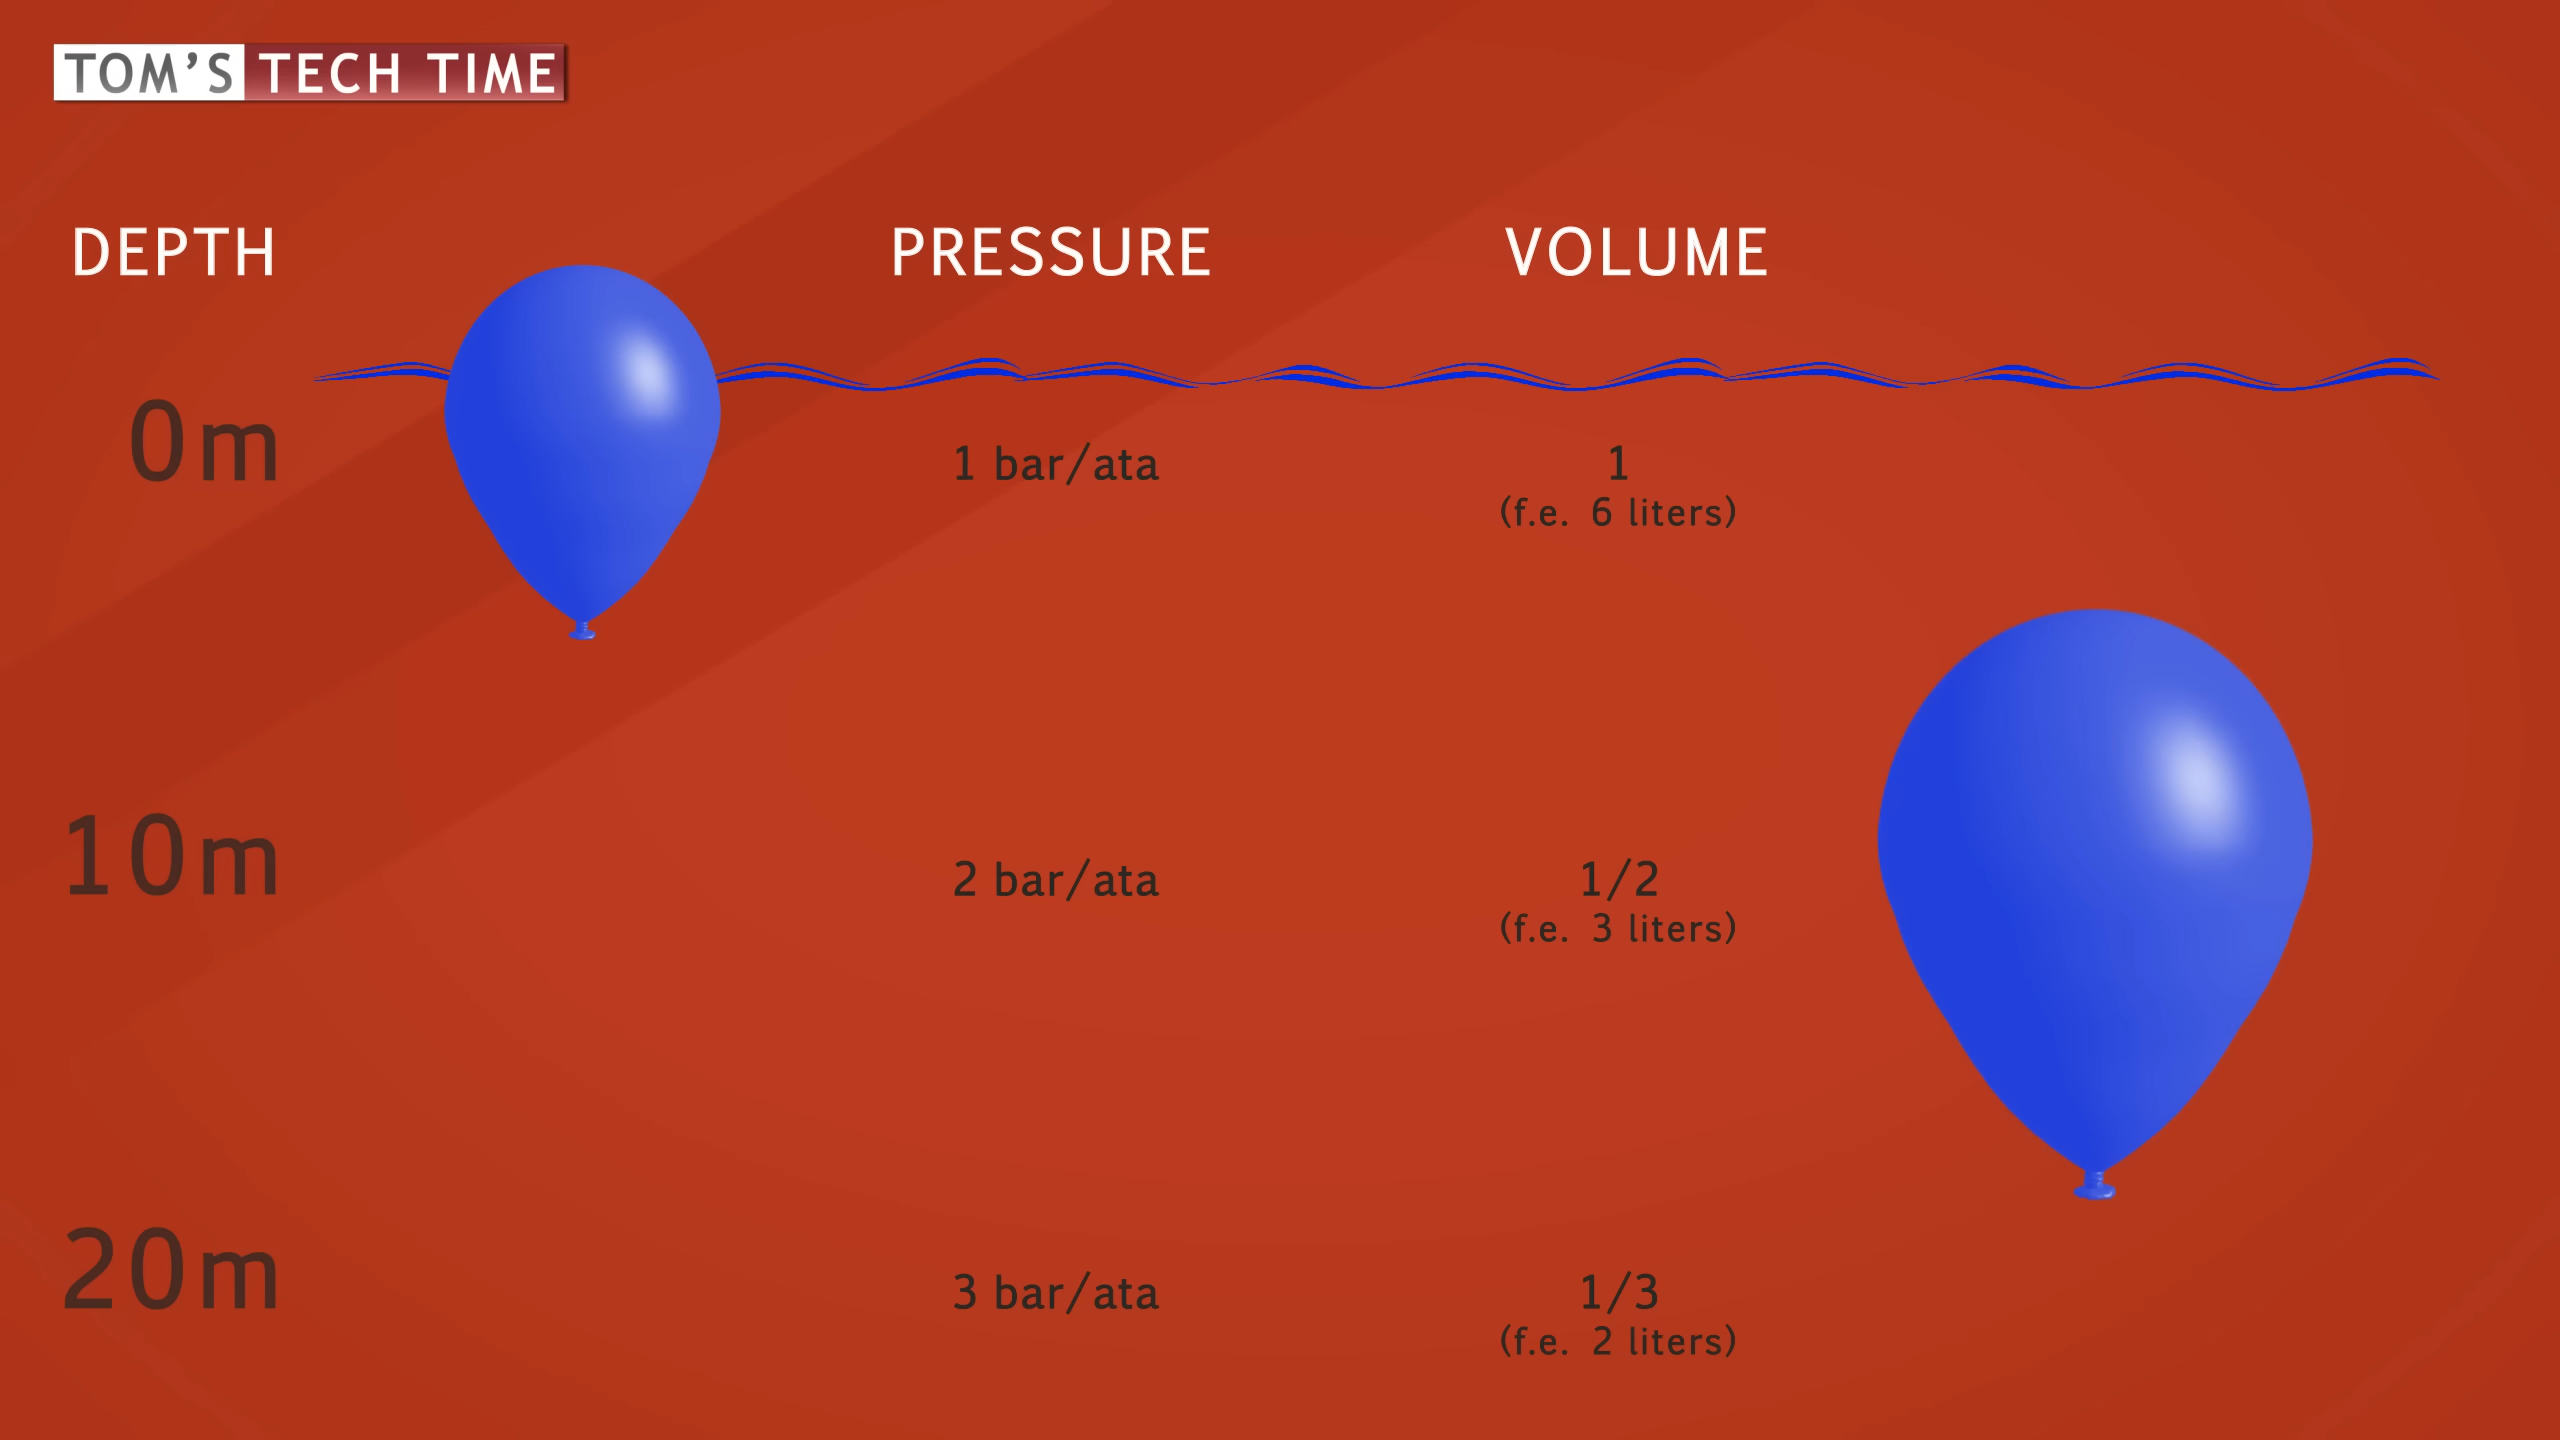 TOM'S TECH TIME
DEPTH PRESSURE VOLUME
0m 1 bar/ata 1
(f.e. 6 liters)
10m 2 bar/ata 1/2
(f.e. 3 liters)
20m 3 bar/ata 1/3
(f.e. 2 liters)